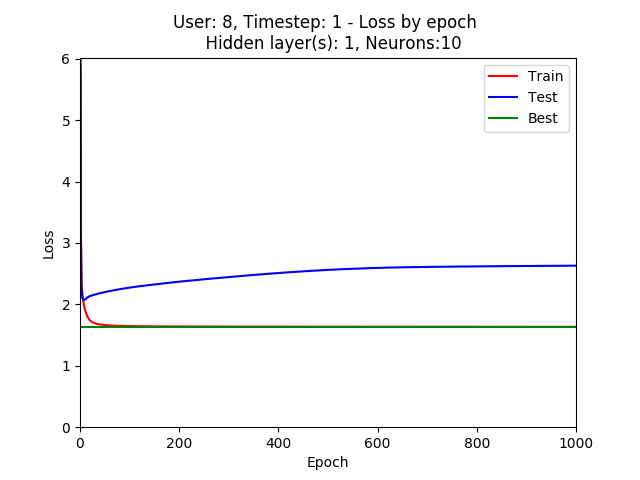 User: 8, Timestep: 1 - Loss by epoch
Hidden layer(s): 1, Neurons:10
6
5
4
3
2
1
0
Loss
Train
Test
Best
0 200 400 600 800 1000
Epoch